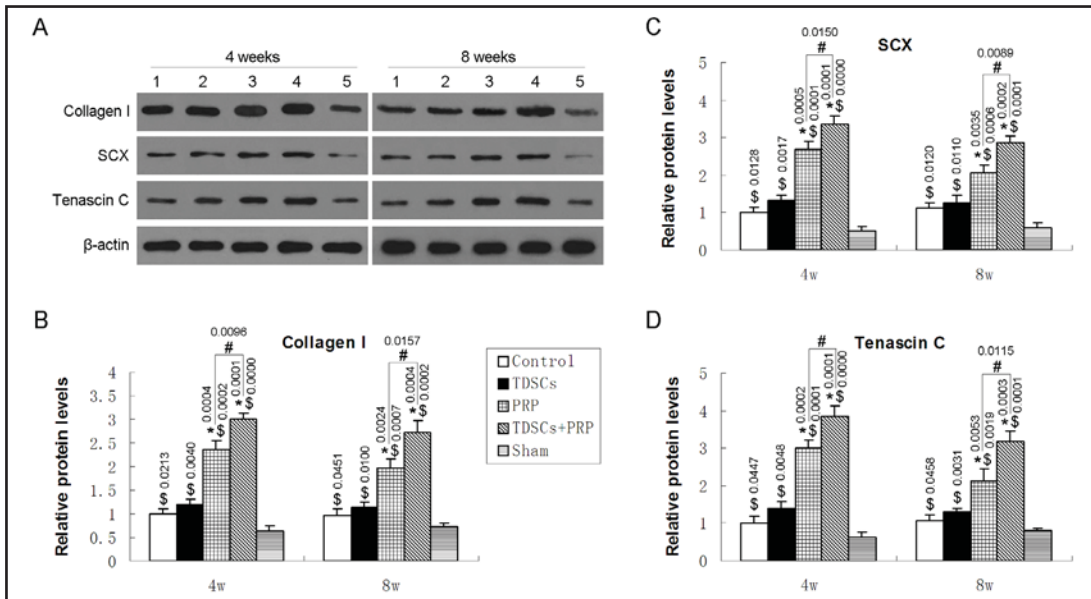 A
4 weeks
8 weeks
1 2 3 4 5
1 2 3 4 5
Collagen I
SCX
Tenascin C
β-actin
B
Collagen I
Relative protein levels
4
3.5
3
2.5
2
1.5
1
0.5
0
$ 0.0213
$ 0.0040
* 0.0004
$ 0.0002
* 0.0001
$ 0.0000
0.0096
#
$ 0.0451
$ 0.0100
* 0.0024
$ 0.0007
* 0.0004
$ 0.0002
0.0157
#
4w
8w
Control
TDSCs
PRP
TDSCs+PRP
Sham
C
SCX
Relative protein levels
5
4
3
2
1
0
$ 0.0128
$ 0.0017
* 0.0005
$ 0.0001
* 0.0001
$ 0.0000
0.0150
#
$ 0.0120
$ 0.0110
* 0.0035
$ 0.0006
* 0.0002
$ 0.0001
0.0089
#
4w
8w
D
Tenascin C
Relative protein levels
5
4
3
2
1
0
$ 0.0447
$ 0.0048
* 0.0002
$ 0.0001
* 0.0001
$ 0.0000
#
$ 0.0458
$ 0.0031
* 0.0053
$ 0.0019
* 0.0003
$ 0.0001
0.0115
#
4w
8w